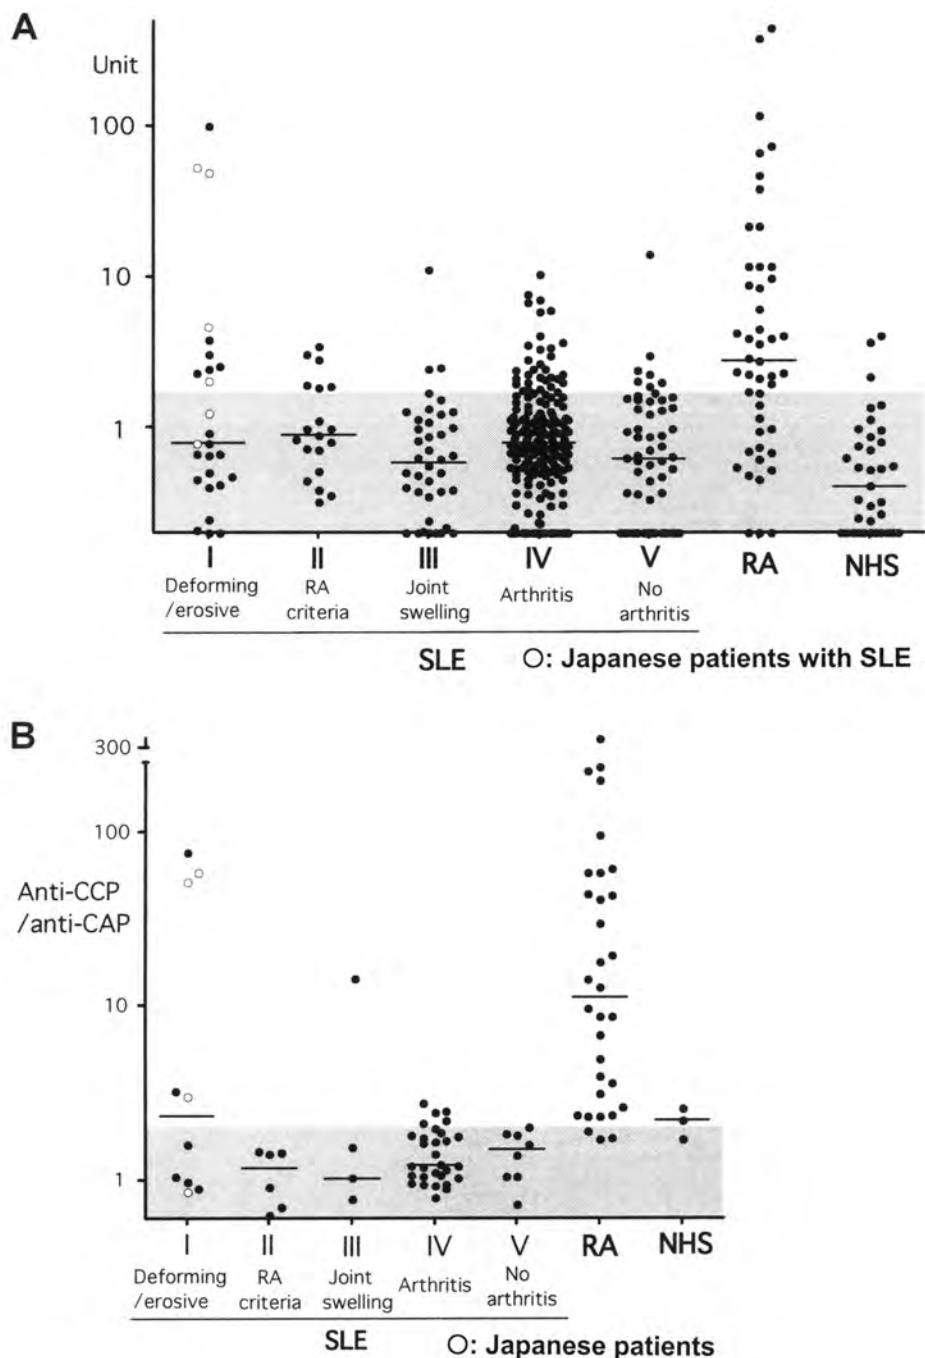 A
Unit
100
10
1
I II III IV V RA NHS
Deforming /erosive
RA criteria
Joint swelling
Arthritis
No arthritis
SLE ○: Japanese patients with SLE
B
300
100
Anti-CCP
/anti-CAP
10
1
I II III IV V RA NHS
Deforming /erosive
RA criteria
Joint swelling
Arthritis
No arthritis
SLE ○: Japanese patients